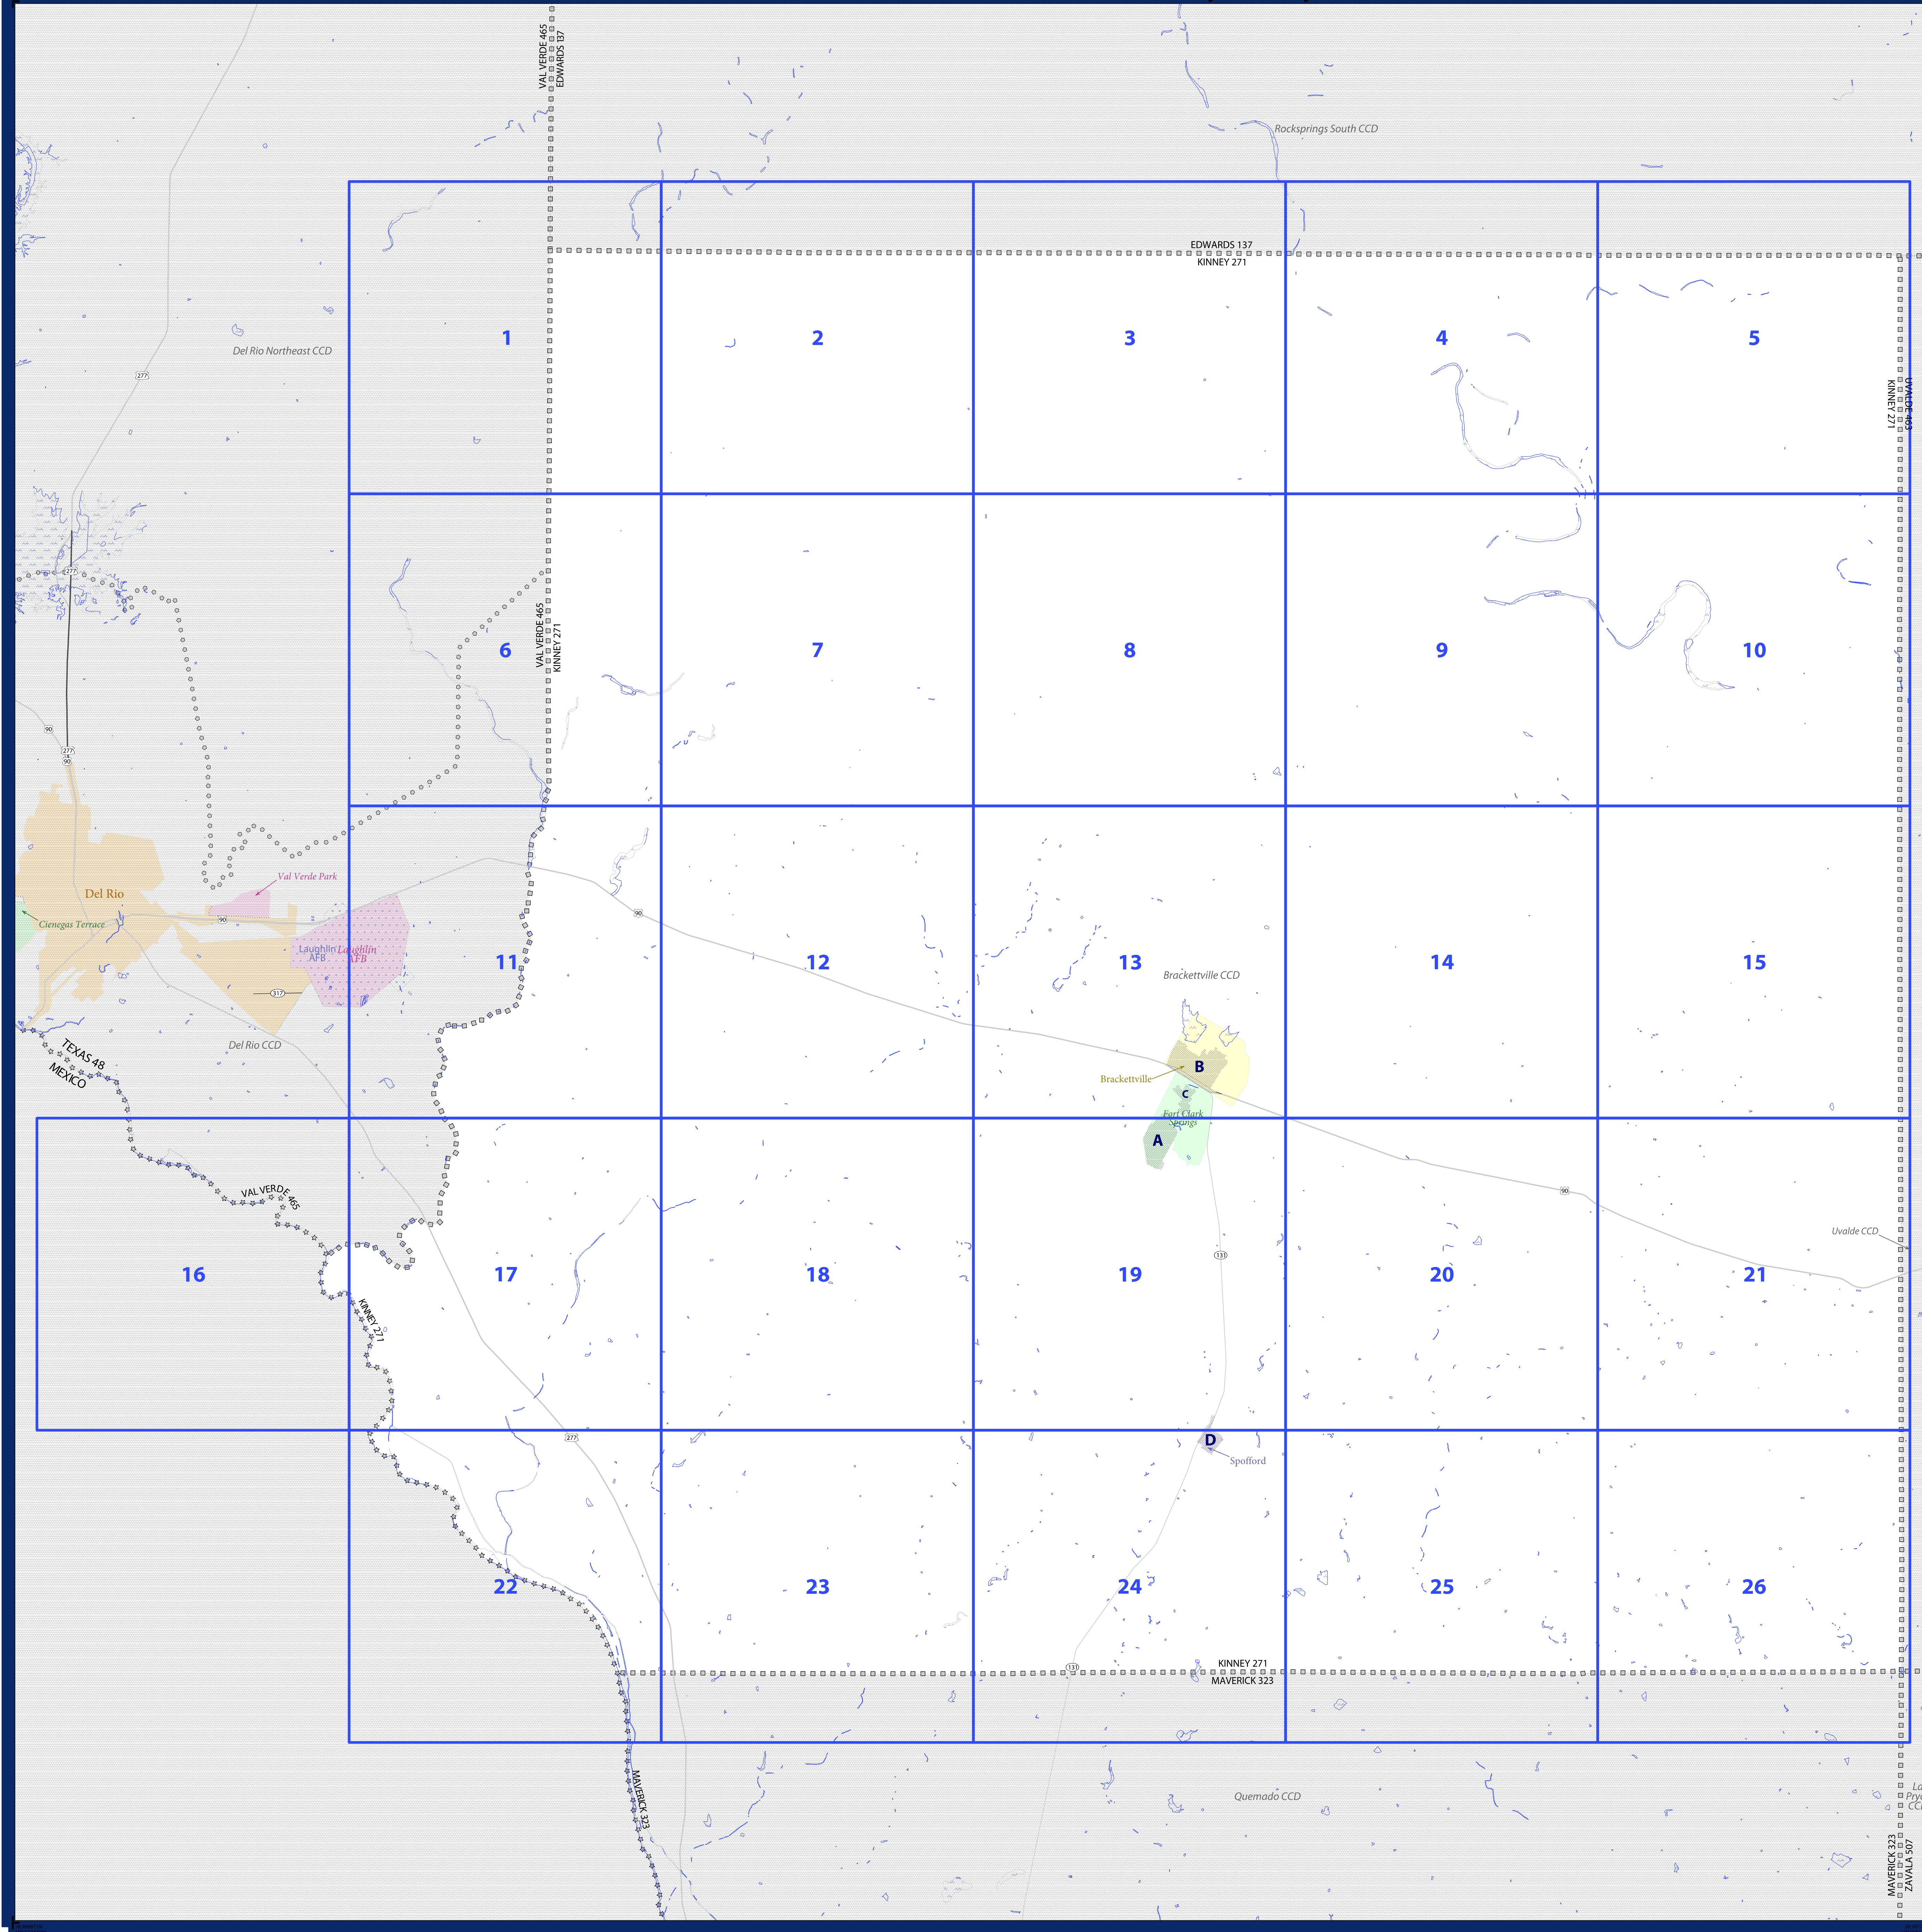 VAL VERDE 465
EDWARDS 137
Rocksprings South CCD
EDWARDS 137
KINNEY 271
1
2
3
4
5
Del Rio Northeast CCD
277
KINNEY 271
UVALDE 463
277
VAL VERDE 465
KINNEY 271
6
7
8
9
10
90
277
90
Del Rio
Val Verde Park
Cienegas Terrace
90
90
Laughlin
AFB
Laughlin
AFB
11
12
13
14
15
Brackettville CCD
317
Del Rio CCD
TEXAS 48
MEXICO
B
Brackettville
C
Fort Clark
Springs
A
VAL VERDE 465
90
Uvalde CCD
131
16
17
18
19
20
21
KINNEY 271
277
D
Spofford
22
23
24
25
26
131
KINNEY 271
MAVERICK 323
MAVERICK 323
Quemado CCD
MAVERICK 323
ZAVALA 507